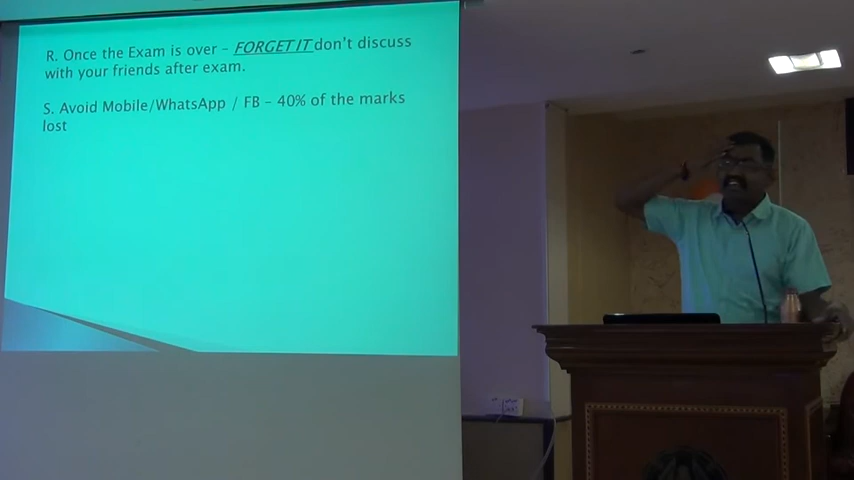 R. Once the Exam is over – FORGET IT don't discuss
with your friends after exam.
S. Avoid Mobile/WhatsApp / FB – 40% of the marks
lost